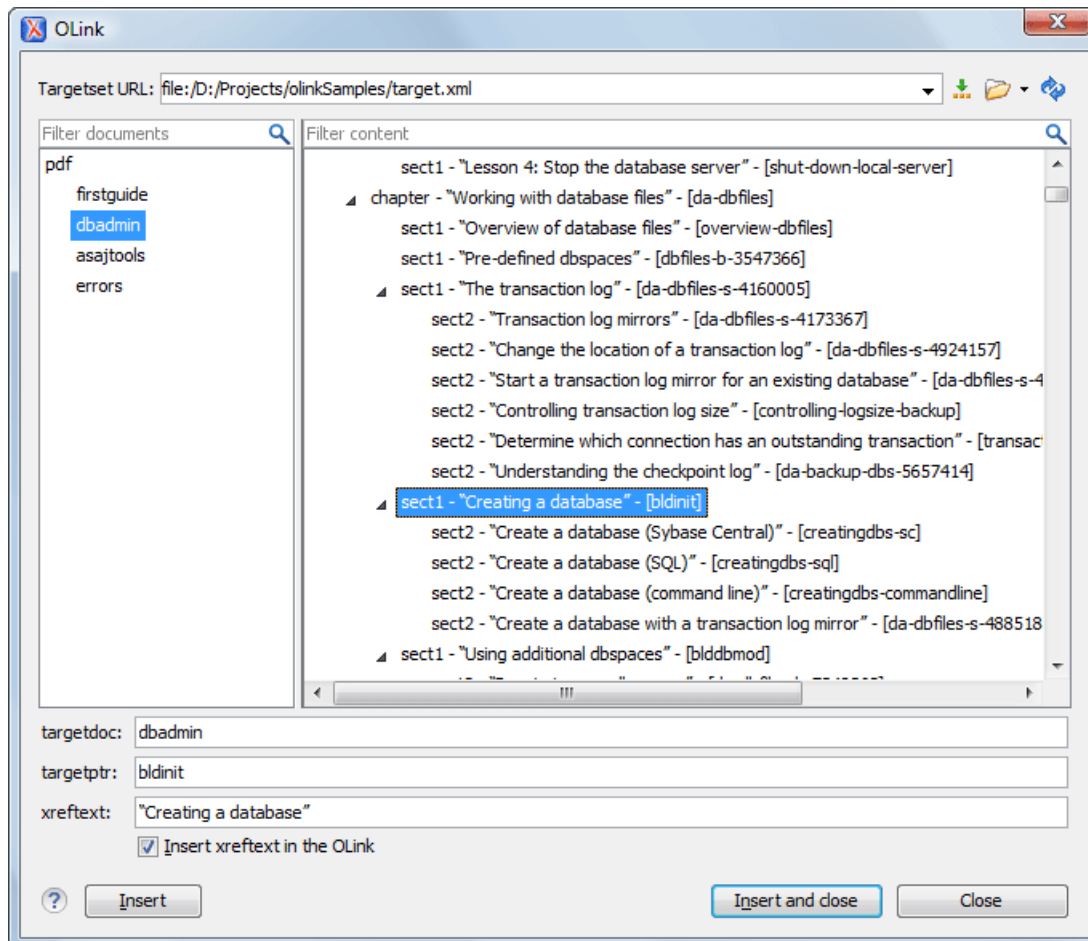 OLink
Targetset URL: file:/D:/Projects/olinkSamples/target.xml
Filter documents
Filter content
pdf
firstguide
dbadmin
asajtools
errors
sect1 - “Lesson 4: Stop the database server” - [shut-down-local-server]
chapter - “Working with database files” - [da-dbfiles]
sect1 - “Overview of database files” - [overview-dbfiles]
sect1 - “Pre-defined dbspaces” - [dbfiles-b-3547366]
sect1 - “The transaction log” - [da-dbfiles-s-4160005]
sect2 - “Transaction log mirrors” - [da-dbfiles-s-4173367]
sect2 - “Change the location of a transaction log” - [da-dbfiles-s-4924157]
sect2 - “Start a transaction log mirror for an existing database” - [da-dbfiles-s-4
sect2 - “Controlling transaction log size” - [controlling-logsize-backup]
sect2 - “Determine which connection has an outstanding transaction” - [transact
sect2 - “Understanding the checkpoint log” - [da-backup-dbs-5657414]
sect1 - “Creating a database” - [bldinit]
sect2 - “Create a database (Sybase Central)” - [creatingdbs-sc]
sect2 - “Create a database (SQL)” - [creatingdbs-sql]
sect2 - “Create a database (command line)” - [creatingdbs-commandline]
sect2 - “Create a database with a transaction log mirror” - [da-dbfiles-s-488518
sect1 - “Using additional dbspaces” - [blddbmod]
targetdoc: dbadmin
targetptr: bldinit
xreftext: “Creating a database”
Insert xreftext in the OLink
? Insert Insert and close Close